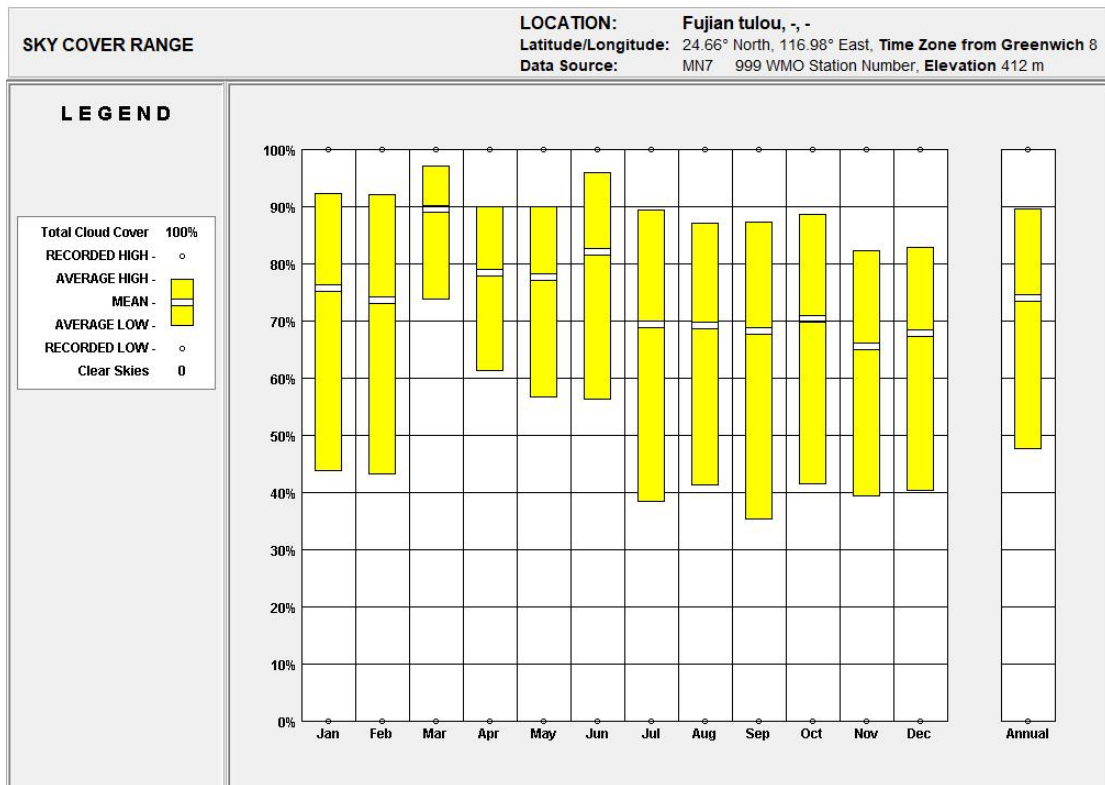 SKY COVER RANGE
LOCATION: Fujian tulou, -, -
Latitude/Longitude: 24.66° North, 116.98° East, Time Zone from Greenwich 8
Data Source: MN7 999 WMO Station Number, Elevation 412 m
LEGEND
Total Cloud Cover 100%
RECORDED HIGH -
AVERAGE HIGH -
MEAN -
AVERAGE LOW -
RECORDED LOW -
Clear Skies 0
100%
90%
80%
70%
60%
50%
40%
30%
20%
10%
0%
Jan Feb Mar Apr May Jun Jul Aug Sep Oct Nov Dec Annual